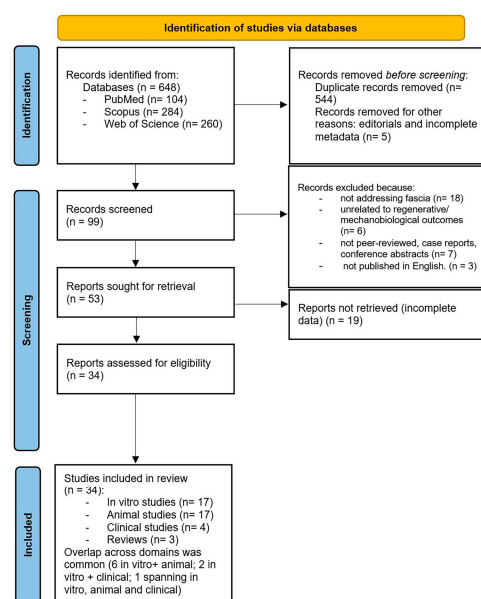 Identification of studies via databases
Identification
Records identified from:
Databases (n = 648)
- PubMed (n= 104)
- Scopus (n= 284)
- Web of Science (n= 260)
Records removed before screening:
Duplicate records removed (n=
544)
Records removed for other
reasons: editorials and incomplete
metadata (n= 5)
Screening
Records screened
(n = 99)
Records excluded because:
- not addressing fascia (n= 18)
- unrelated to regenerative/
mechanobiological outcomes
(n= 6)
- not peer-reviewed, case reports,
conference abstracts (n= 7)
- not published in English. (n = 3)
Reports sought for retrieval
(n = 53)
Reports not retrieved (incomplete
data) (n = 19)
Reports assessed for eligibility
(n = 34)
Included
Studies included in review
(n = 34):
- In vitro studies (n= 17)
- Animal studies (n= 17)
- Clinical studies (n= 4)
- Reviews (n= 3)
Overlap across domains was
common (6 in vitro+ animal; 2 in
vitro + clinical; 1 spanning in
vitro, animal and clinical)